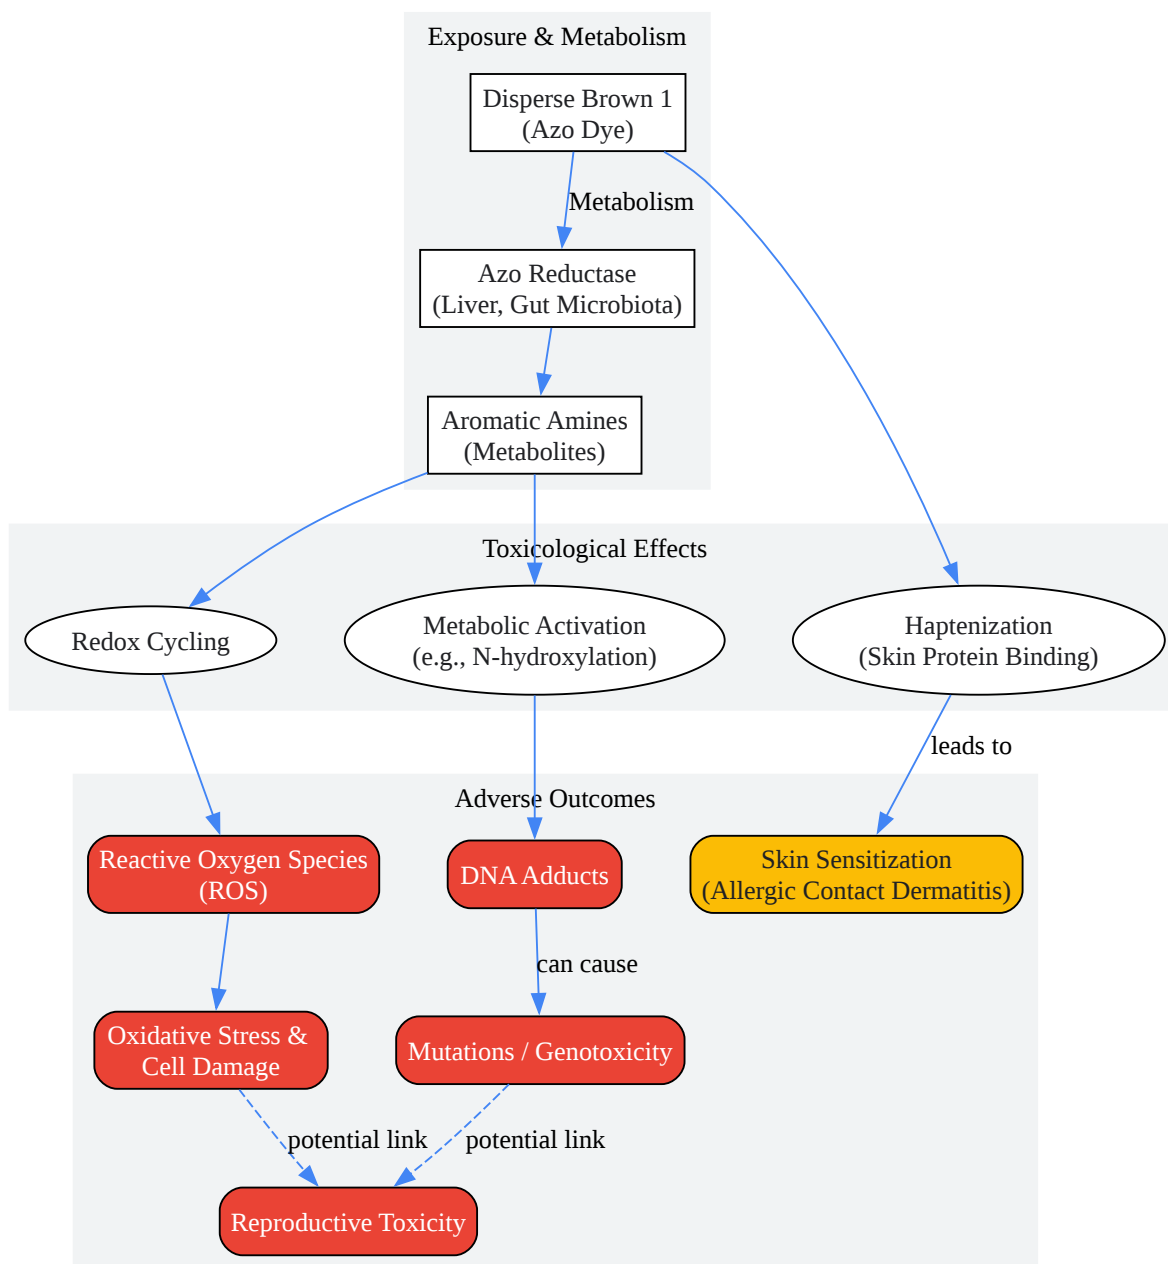 Exposure & Metabolism
Disperse Brown 1
(Azo Dye)
Metabolism
Azo Reductase
(Liver, Gut Microbiota)
Aromatic Amines
(Metabolites)
Toxicological Effects
Redox Cycling
Metabolic Activation
(e.g., N-hydroxylation)
Haptenization
(Skin Protein Binding)
leads to
Adverse Outcomes
Reactive Oxygen Species
(ROS)
DNA Adducts
Skin Sensitization
(Allergic Contact Dermatitis)
can cause
Oxidative Stress &
Cell Damage
Mutations / Genotoxicity
potential link
potential link
Reproductive Toxicity